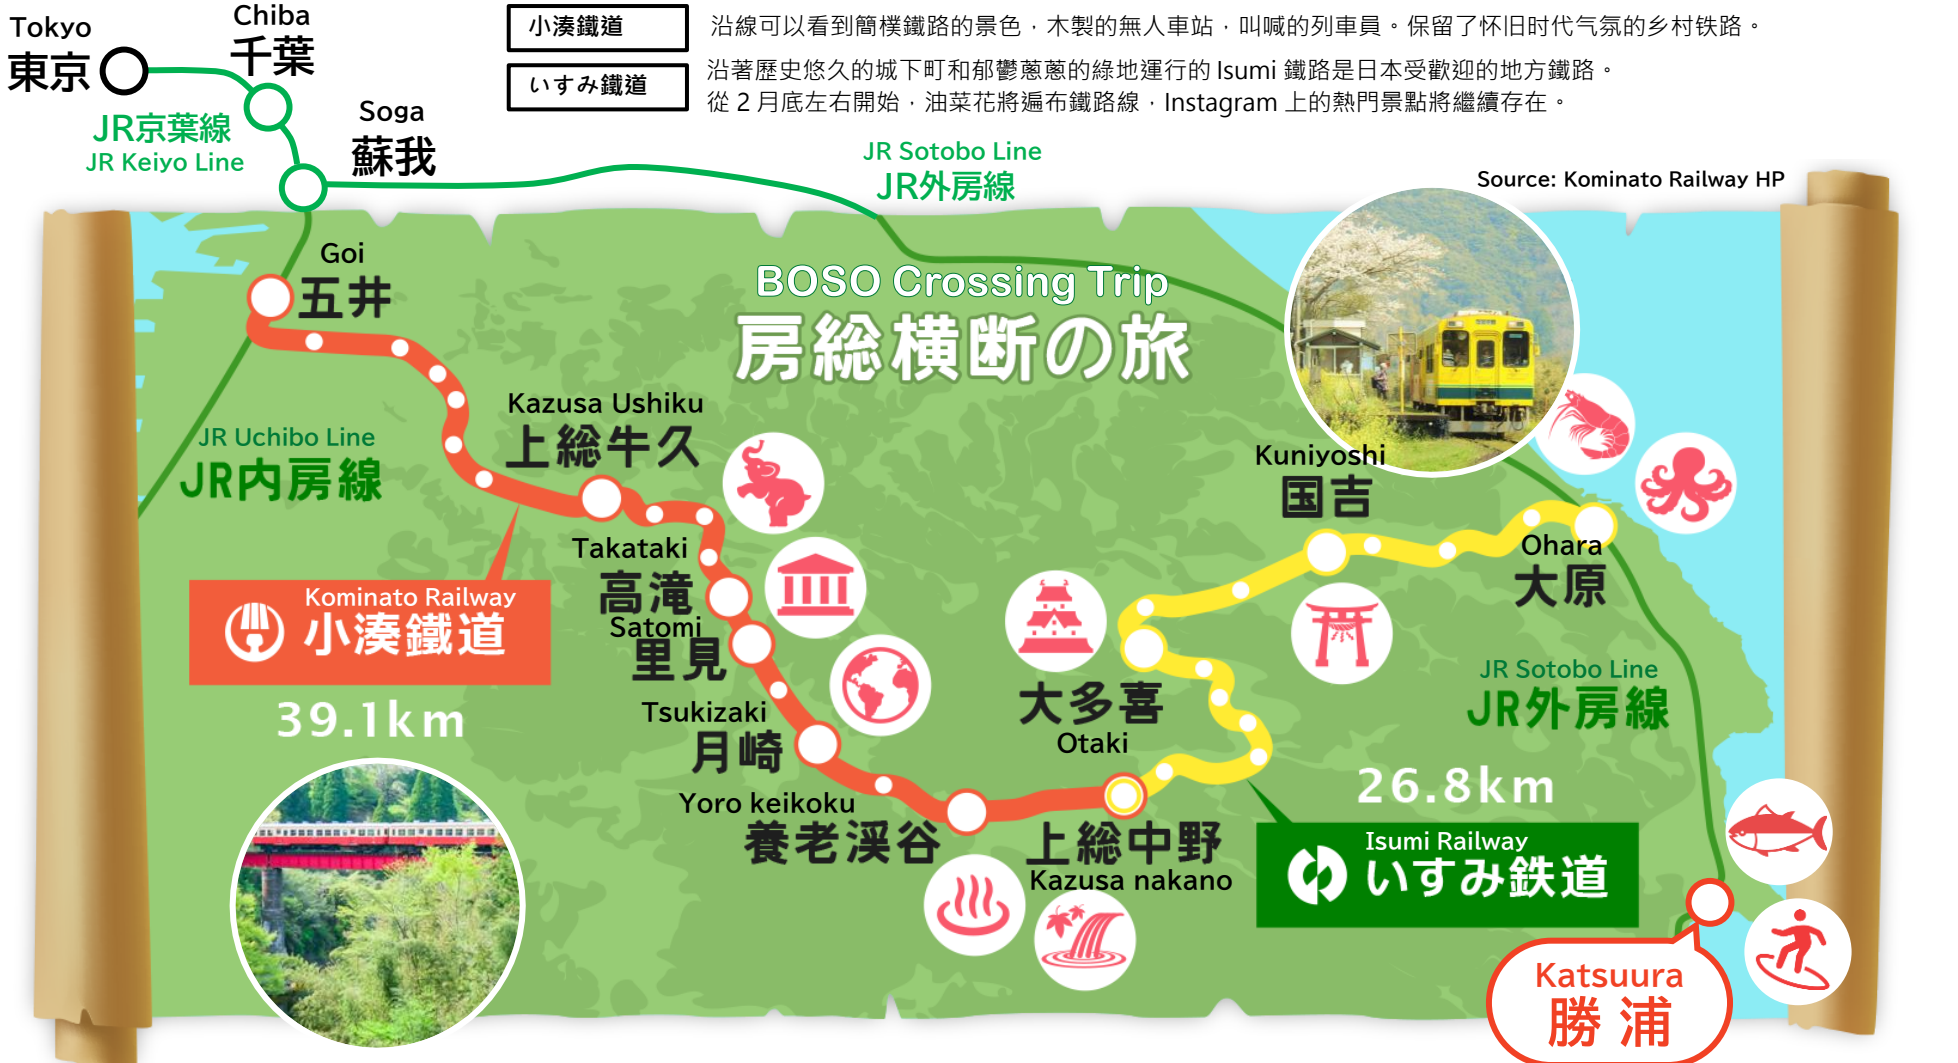 Tokyo
東京
Chiba
千葉
小湊鐵道
沿線可以看到簡樸鐵路的景色，木製的無人車站，叫喊的列車員。保留了怀旧时代气氛的乡村铁路。
いすみ鐵道
沿著歷史悠久的城下町和郁鬱蔥蔥的綠地運行的 Isumi 鐵路是日本受歡迎的地方鐵路。
從 2 月底左右開始，油菜花將遍布鐵路線，Instagram 上的熱門景點將繼續存在。
JR京葉線
JR Keiyo Line
Soga
蘇我
JR Sotobo Line
JR外房線
Source: Kominato Railway HP
Goi
五井
BOSO Crossing Trip
房総横断の旅
JR Uchibo Line
JR内房線
Kazusa Ushiku
上総牛久
Kuniyoshi
国吉
Takataki
高滝
Ohara
大原
Kominato Railway
小湊鐵道
39.1km
Satomi
里見
Tsukizaki
月崎
大多喜
Otaki
JR Sotobo Line
JR外房線
Yoro keikoku
養老渓谷
上総中野
Kazusa nakano
26.8km
Isumi Railway
いすみ鉄道
Katsuura
勝浦